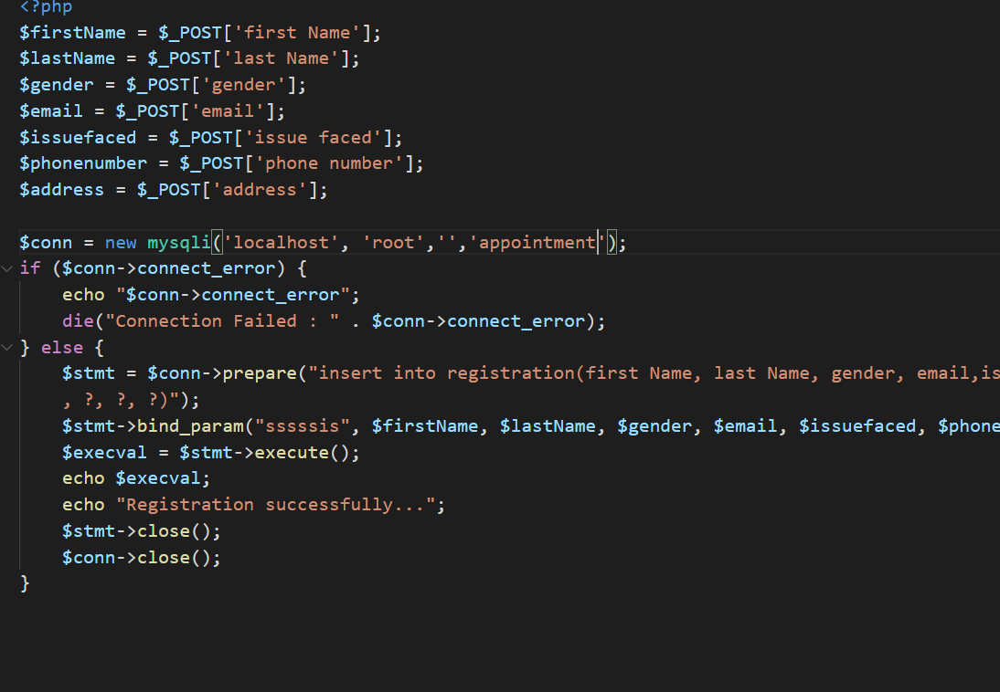 <?php
$firstName = $_POST['first Name'];
$lastName = $_POST['last Name'];
$gender = $_POST['gender'];
$email = $_POST['email'];
$issuefaced = $_POST['issue faced'];
$phonenumber = $_POST['phone number'];
$address = $_POST['address'];
$conn = new mysqli('localhost', 'root','','appointment');
if ($conn->connect_error) {
echo "$conn->connect_error";
die("Connection Failed : " . $conn->connect_error);
} else {
$stmt = $conn->prepare("insert into registration(first Name, last Name, gender, email,is
, ?, ?, ?)");
$stmt->bind_param("sssssis", $firstName, $lastName, $gender, $email, $issuefaced, $phone
$execval = $stmt->execute();
echo $execval;
echo "Registration successfully...";
$stmt->close();
$conn->close();
}